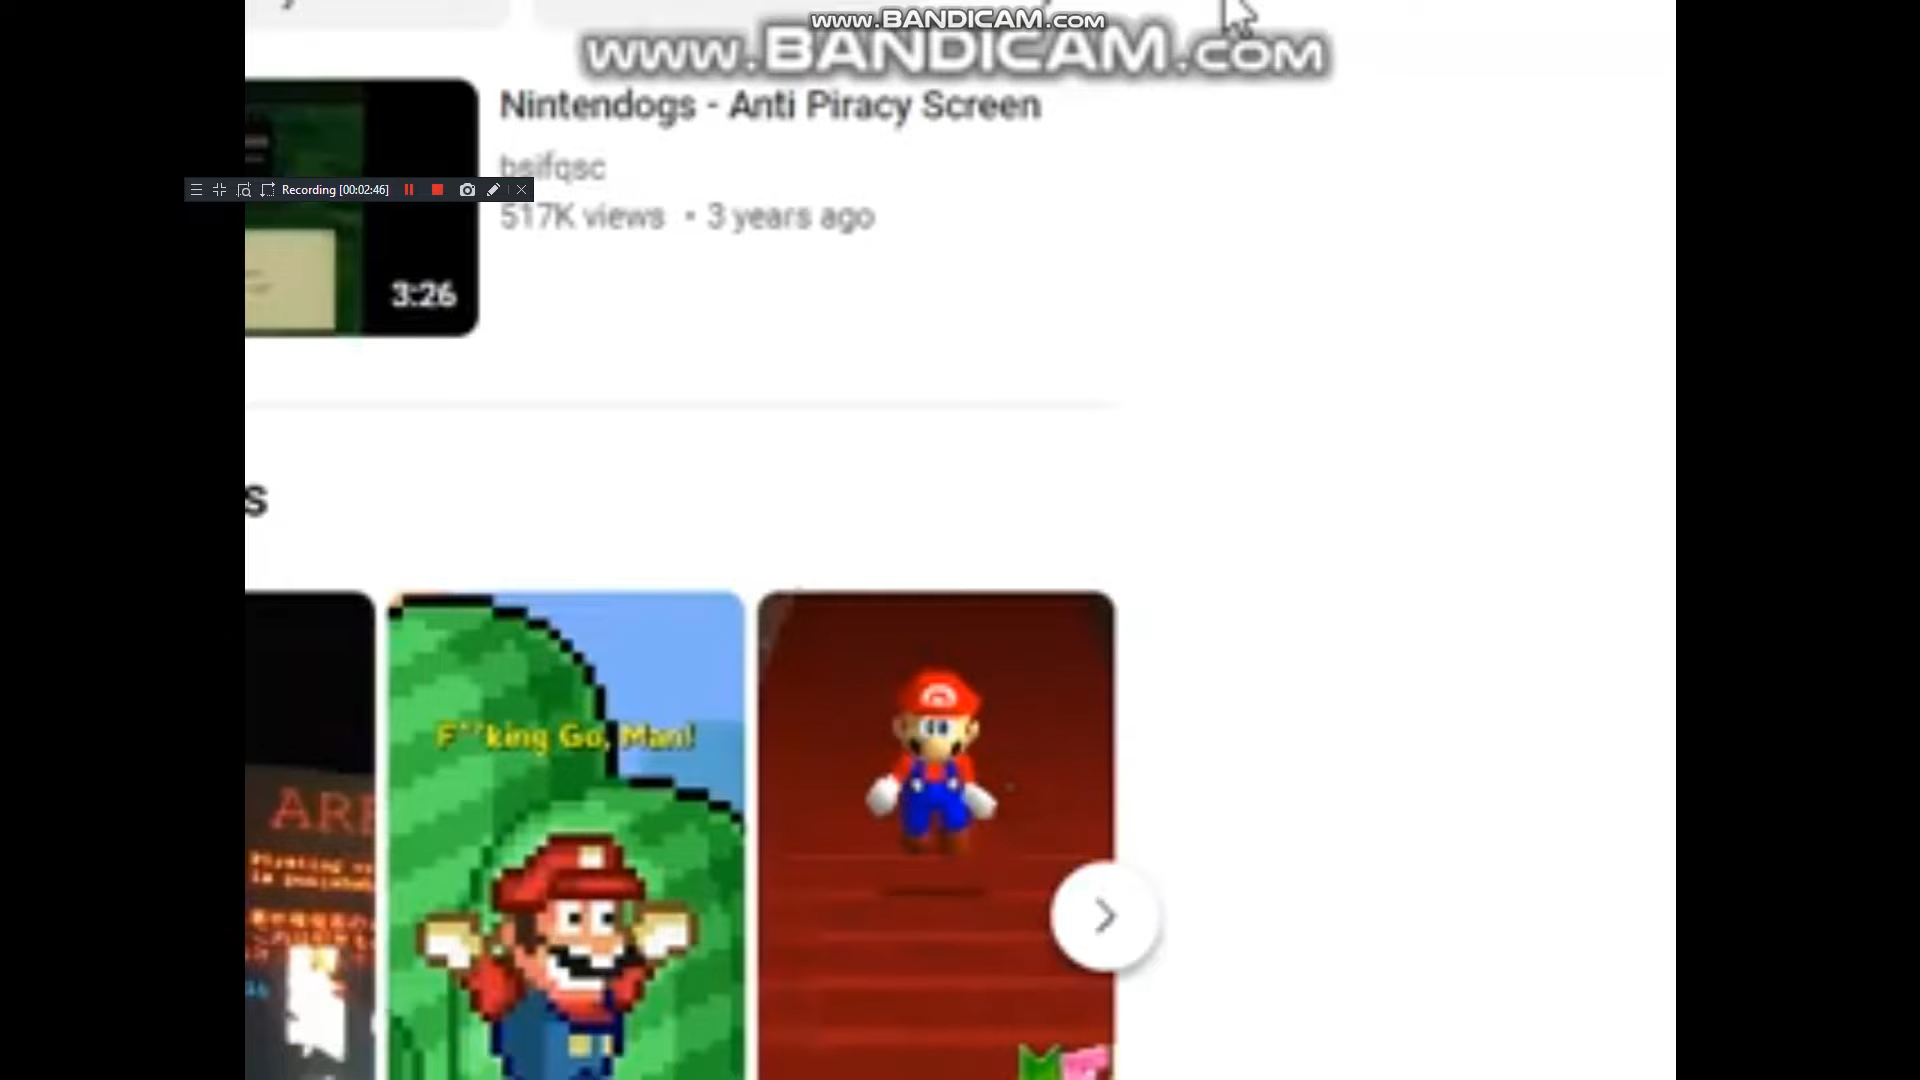 www.BANDICAM.com
www.BANDICAM.com
Nintendogs - Anti Piracy Screen
bsifqsc
Recording [00:02:46]
517K views • 3 years ago
3:26
s
F**king Go, Man!